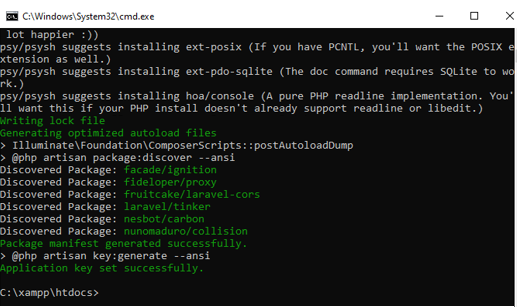 C:\Windows\System32\cmd.exe
lot happier :))
psy/psysh suggests installing ext-posix (If you have PCNTL, you'll want the POSIX e
xtension as well.)
psy/psysh suggests installing ext-pdo-sqlite (The doc command requires SQLite to wo
rk.)
psy/psysh suggests installing hoa/console (A pure PHP readline implementation. You'
ll want this if your PHP install doesn't already support readline or libedit.)
Writing lock file
Generating optimized autoload files
> Illuminate\Foundation\ComposerScripts::postAutoloadDump
> @php artisan package:discover --ansi
Discovered Package: facade/ignition
Discovered Package: fideloper/proxy
Discovered Package: fruitcake/laravel-cors
Discovered Package: laravel/tinker
Discovered Package: nesbot/carbon
Discovered Package: nunomaduro/collision
Package manifest generated successfully.
> @php artisan key:generate --ansi
Application key set successfully.
C:\xampp\htdocs>